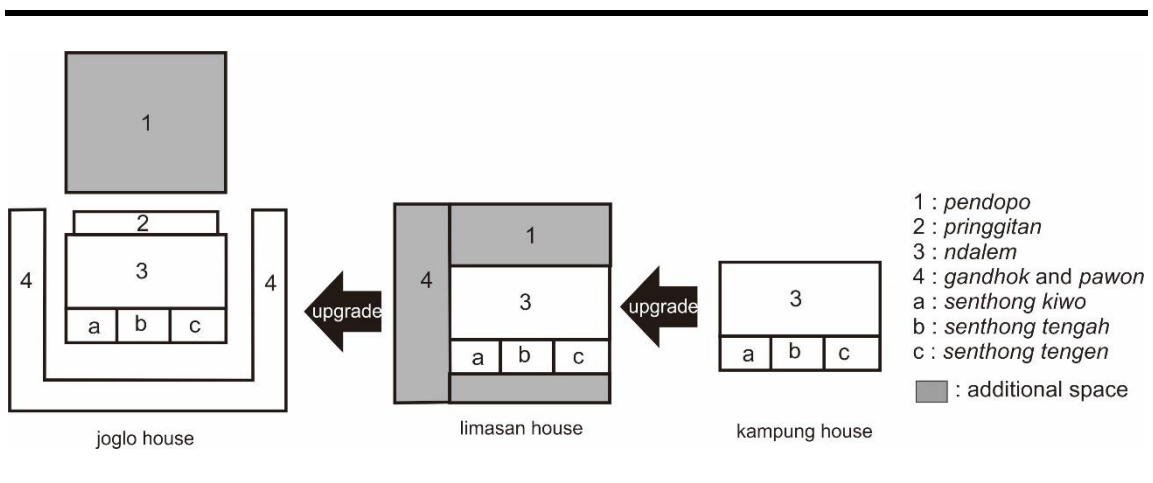 1
2
3
4
4
a b c
joglo house
upgrade
1
4
3
a b c
limasan house
upgrade
3
a b c
kampung house
1 : pendopo
2 : pringgitan
3 : ndalem
4 : gandhok and pawon
a : senthong kiwo
b : senthong tengah
c : senthong tengen
: additional space